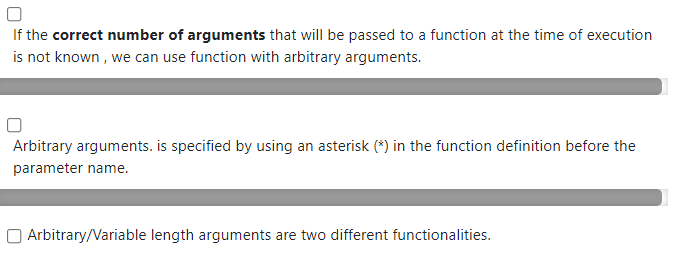 If the correct number of arguments that will be passed to a function at the time of execution
is not known , we can use function with arbitrary arguments.
Arbitrary arguments. is specified by using an asterisk (*) in the function definition before the
parameter name.
Arbitrary/Variable length arguments are two different functionalities.